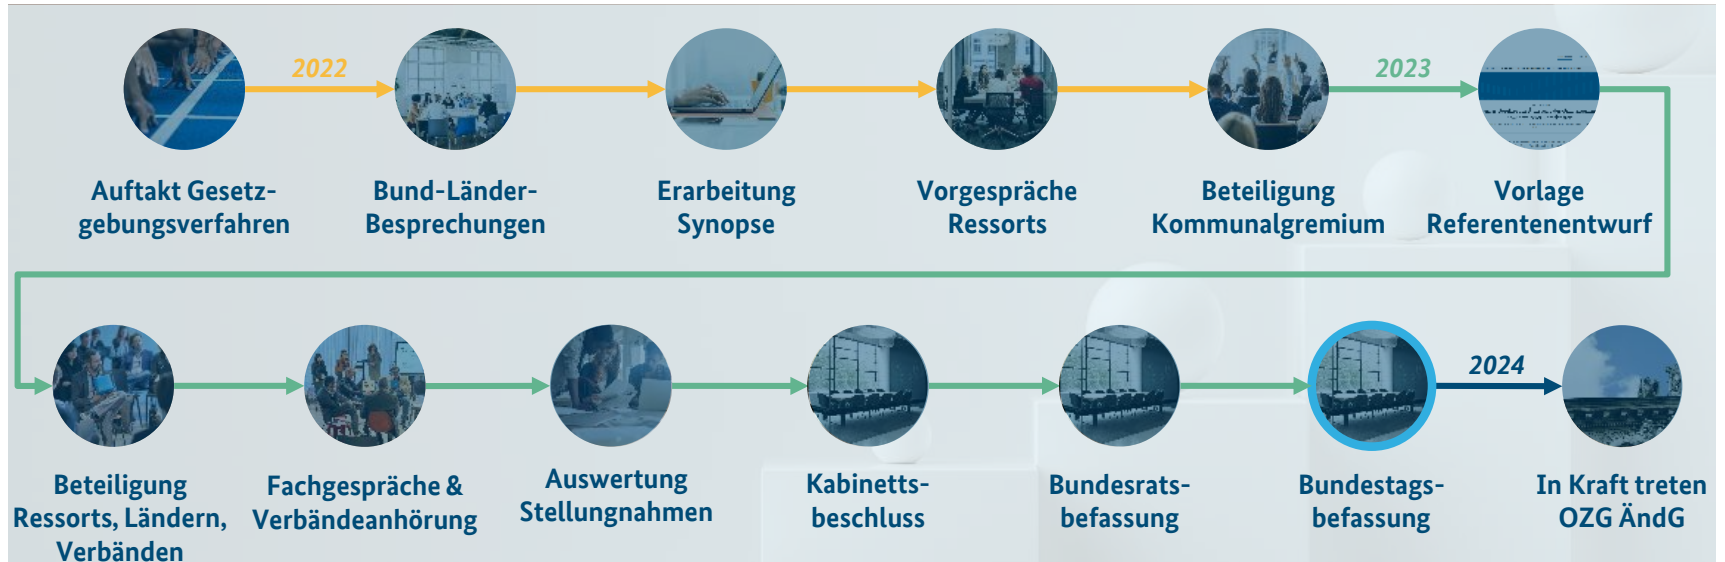 2022
2023
Auftakt Gesetz-
gebungsverfahren
Bund-Länder-
Besprechungen
Erarbeitung
Synopse
Vorgespräche
Ressorts
Beteiligung
Kommunalgremium
Vorlage
Referentenentwurf
2024
Beteiligung
Ressorts, Ländern,
Verbänden
Fachgespräche &
Verbändeanhörung
Auswertung
Stellungnahmen
Kabinetts-
beschluss
Bundesrats-
befassung
Bundestags-
befassung
In Kraft treten
OZG ÄndG